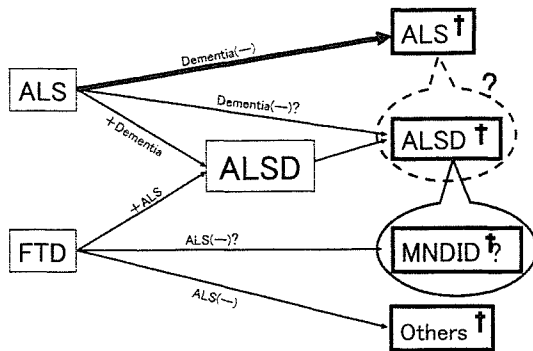 ALS†
Dementia(—)
ALS
Dementia(—)?
?
+Dementia
ALSD
ALSD †
+ALS
FTD
ALS(—)?
MNDID†?
ALS(—)
Others †